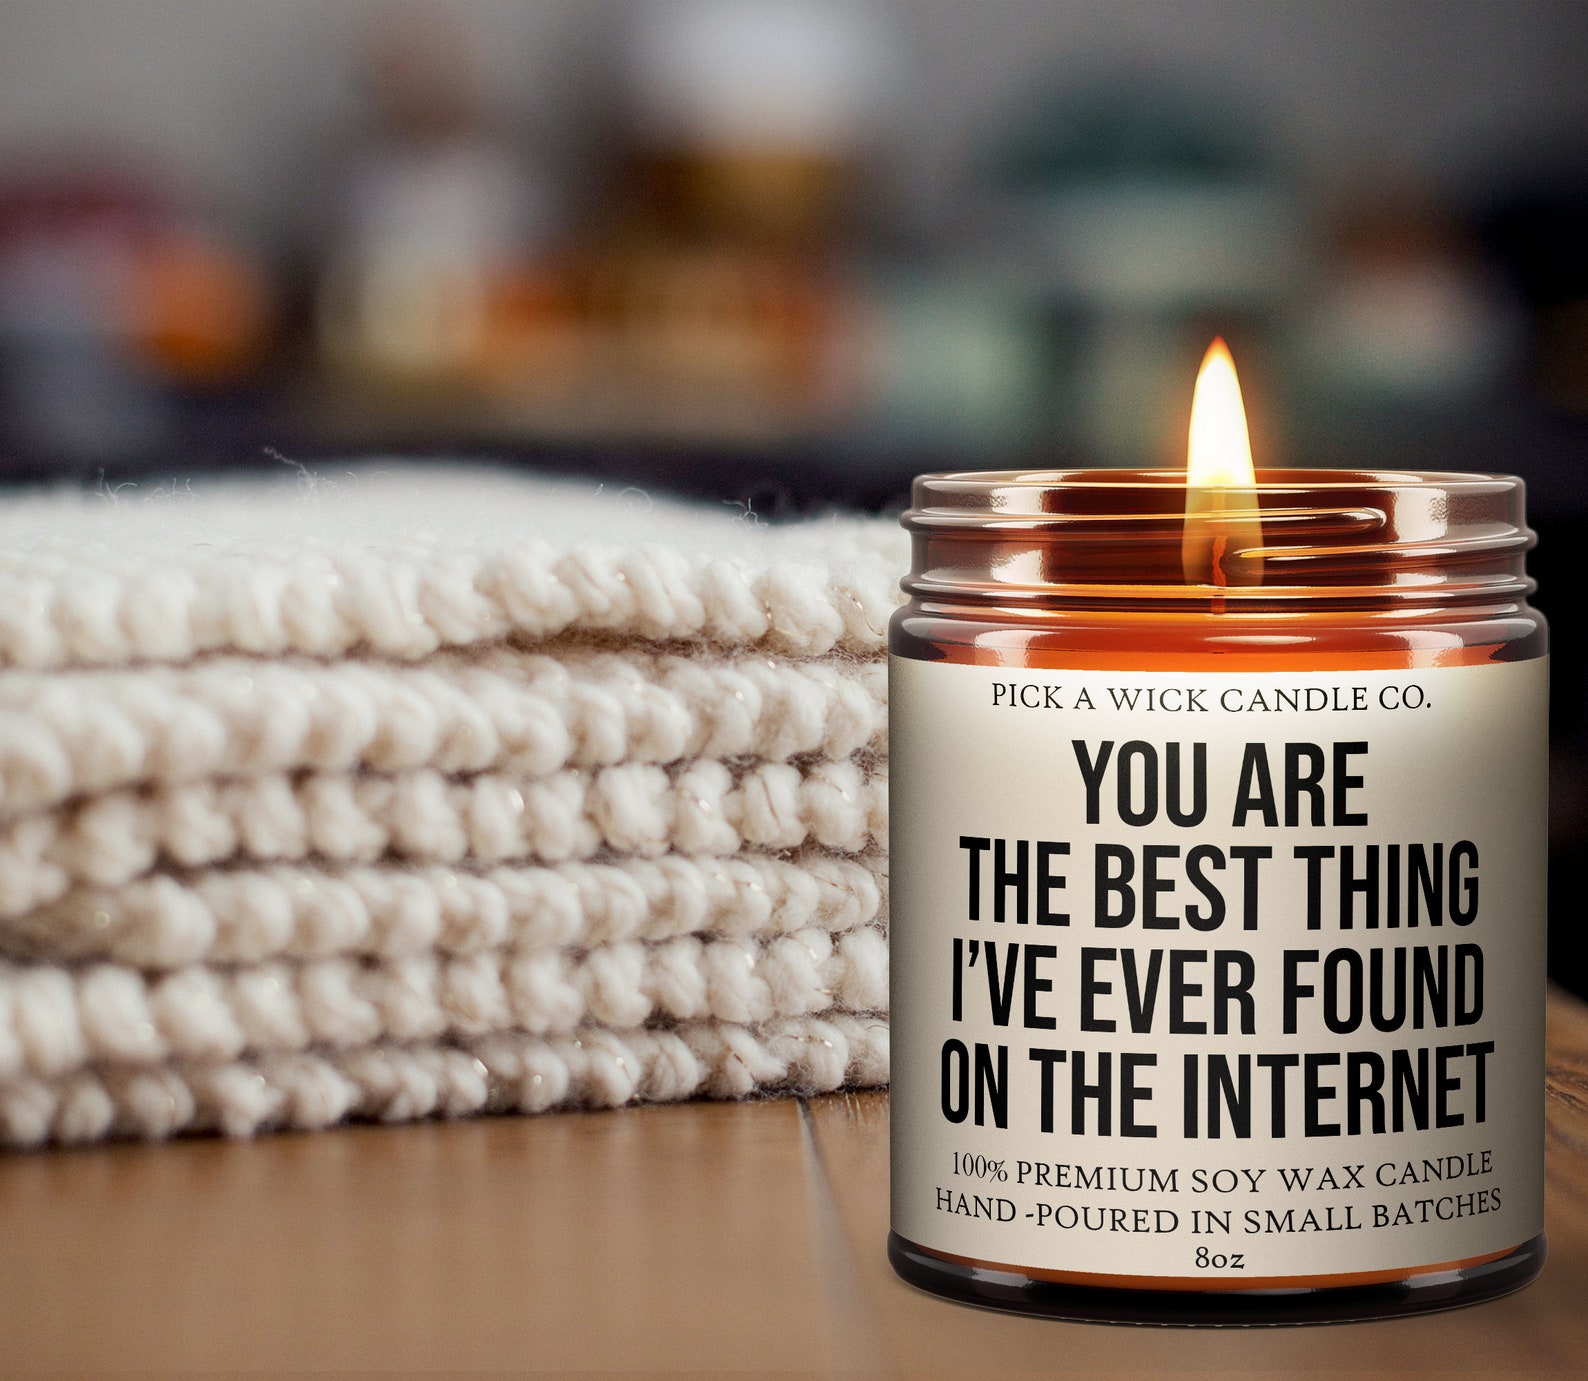 PICK A WICK CANDLE CO.
YOU ARE
THE BEST THING
I'VE EVER FOUND
ON THE INTERNET
100% PREMIUM SOY WAX CANDLE
HAND -POURED IN SMALL BATCHES
8oz